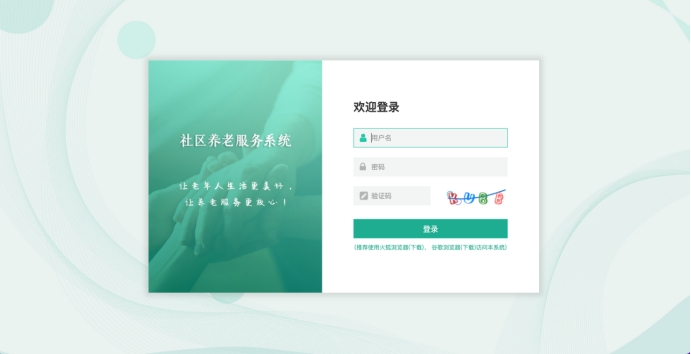 社区养老服务系统
让老年人生活更美好，
让养老服务更放心！
欢迎登录
用户名
密码
验证码
登录
(推荐使用火狐浏览器(下载)、谷歌浏览器(下载)访问本系统)